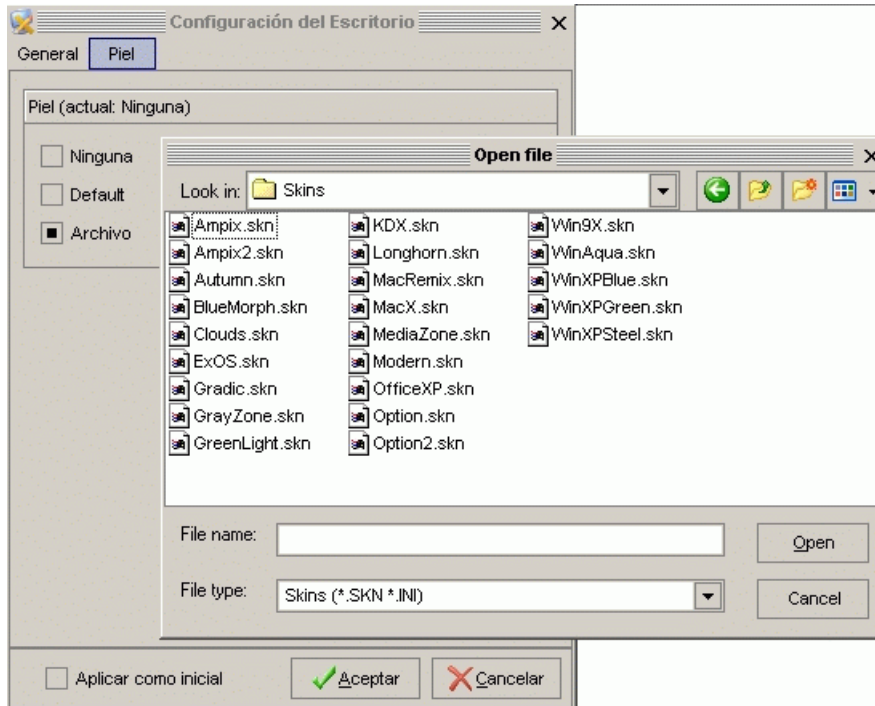 Configuración del Escritorio
General Piel
Piel (actual: Ninguna)
Ninguna
Default
Archivo
Open file
Look in: Skins
Ampix.skn KDX.skn Win9X.skn
Ampix2.skn Longhorn.skn WinAqua.skn
Autumn.skn MacRemix.skn WinXPBlue.skn
BlueMorph.skn MacX.skn WinXPGreen.skn
Clouds.skn MediaZone.skn WinXPSteel.skn
ExOS.skn Modern.skn
Gradic.skn OfficeXP.skn
GrayZone.skn Option.skn
GreenLight.skn Option2.skn
File name: Open
File type: Skins (*.SKN *.INI) Cancel
Aplicar como inicial Aceptar Cancelar